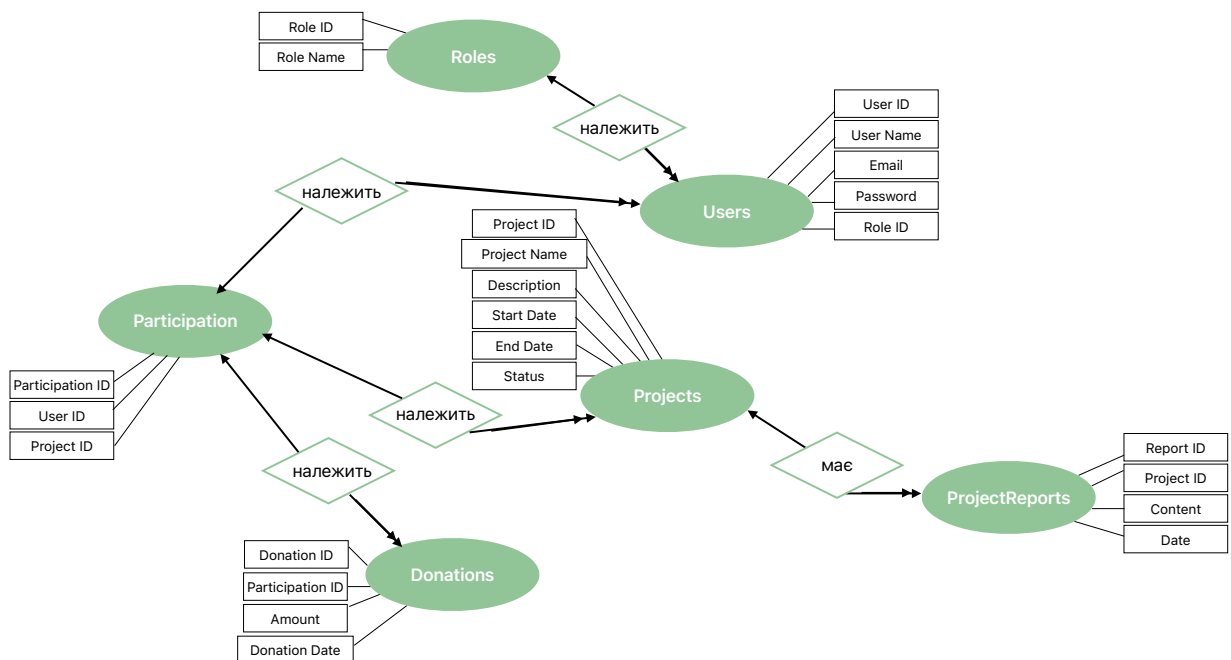 Role ID
Role Name
Roles
належить
User ID
User Name
Email
Password
Role ID
Users
належить
Project ID
Project Name
Description
Start Date
End Date
Status
Projects
Participation
Participation ID
User ID
Project ID
належить
належить
має
Report ID
Project ID
Content
Date
ProjectReports
Donation ID
Participation ID
Amount
Donation Date
Donations